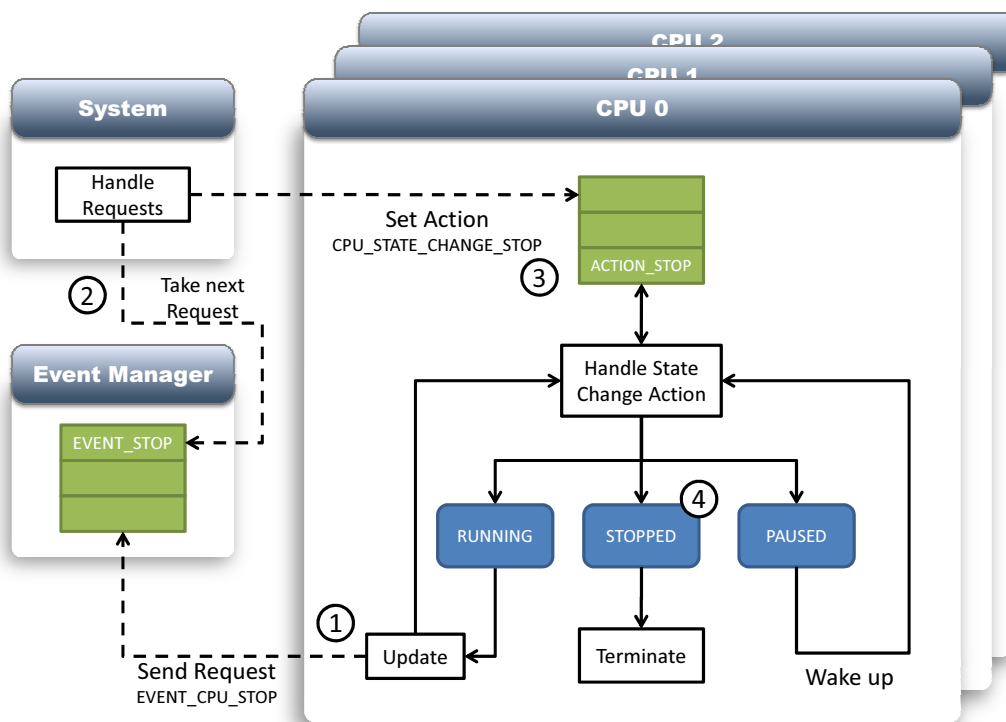 CPU 2
CPU 1
CPU 0
System
Handle
Requests
Set Action
CPU_STATE_CHANGE_STOP
ACTION_STOP
3
2
Take next
Request
Event Manager
EVENT_STOP
Handle State
Change Action
4
RUNNING
STOPPED
PAUSED
1
Update
Terminate
Wake up
Send Request
EVENT_CPU_STOP